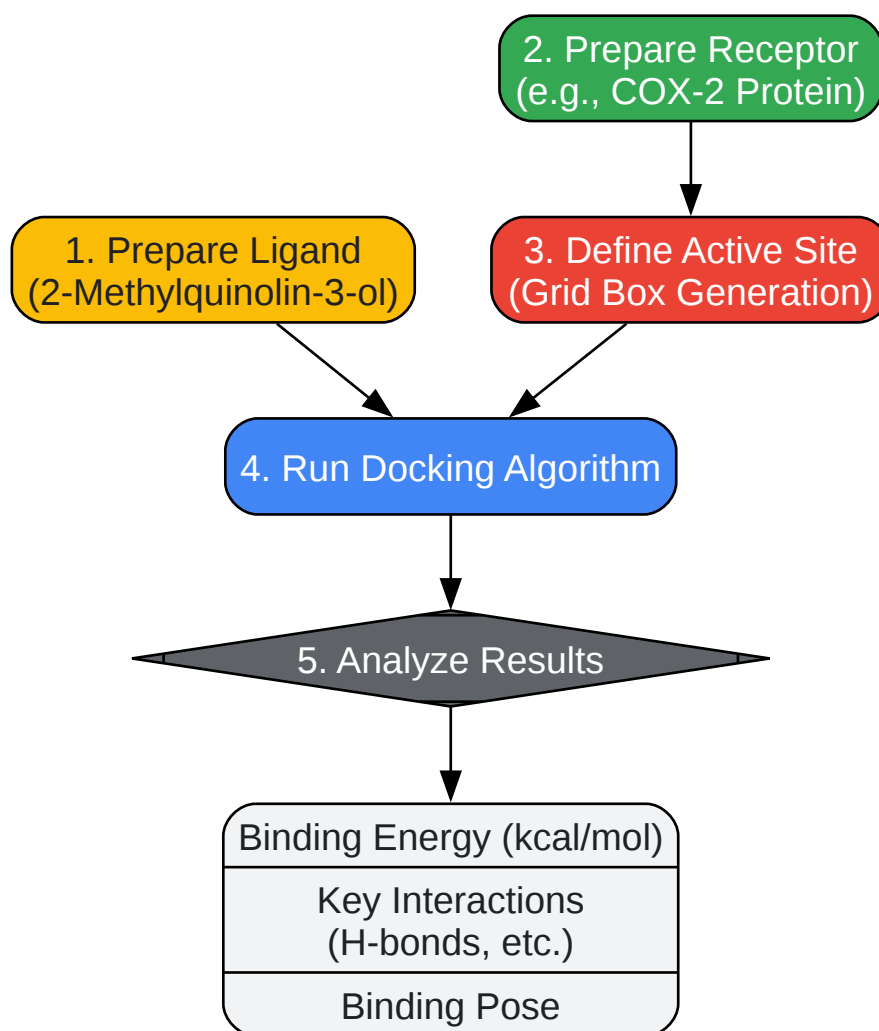 2. Prepare Receptor
(e.g., COX-2 Protein)
1. Prepare Ligand
(2-Methylquinolin-3-ol)
3. Define Active Site
(Grid Box Generation)
4. Run Docking Algorithm
5. Analyze Results
Binding Energy (kcal/mol)
Key Interactions
(H-bonds, etc.)
Binding Pose